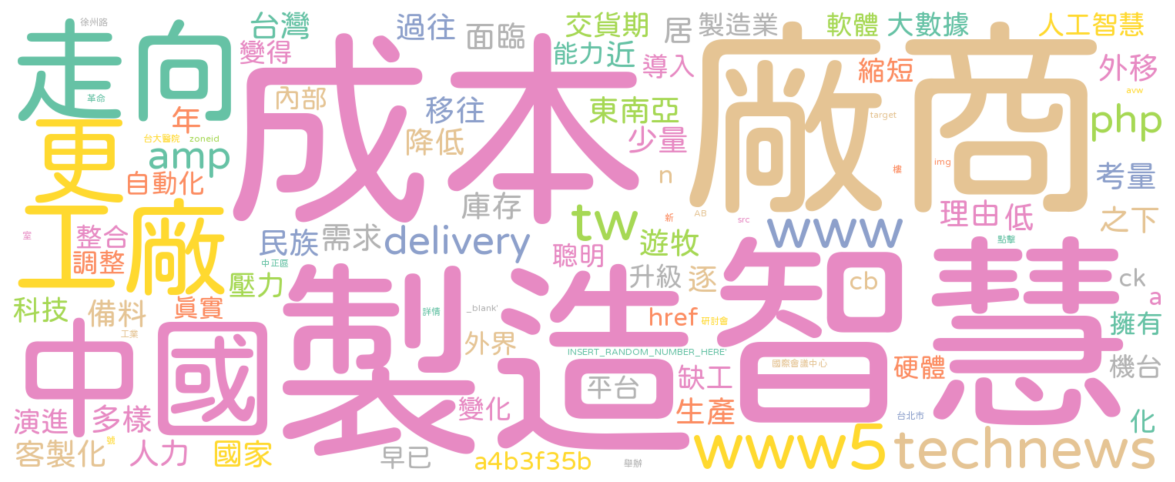 徐州路
走向
台灣
過往
面臨
交貨期
居
製造業
軟體
大數據
人工智慧
變得
成本
能力
近
導入
廠商
縮短
外移
avw
革命
內部
移往
東南亞
年
台大醫院
zoneid
target
php
更
amp
降低
少量
自動化
n
樓
img
考量
庫存
AB
新
src
理由
低
之下
工廠
室
整合
民族
需求
delivery
tw
遊牧
www
點擊
調整
中正區
聰明
智慧
壓力
升級
逐
cb
ck
a
科技
備料
真實
詳情
_blank'
href
研討會
擁有
工業
外界
INSERT_RANDOM_NUMBER_HERE'
國際會議中心
中國
製造
平台
缺工
硬體
機台
演進
多樣
變化
生產
台北市
化
號
客製化
人力
國家
早已
a4b3f35b
舉辦
www5
technews